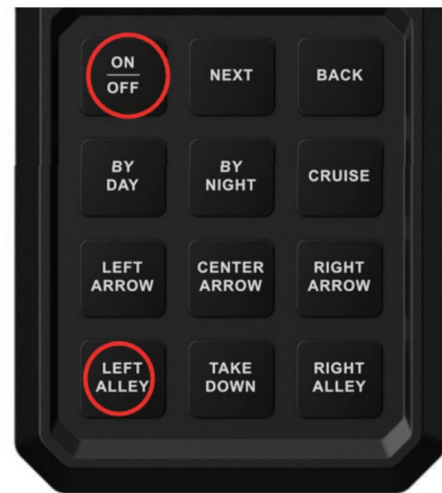 ON
OFF
NEXT
BACK
BY
DAY
BY
NIGHT
CRUISE
LEFT
ARROW
CENTER
ARROW
RIGHT
ARROW
LEFT
ALLEY
TAKE
DOWN
RIGHT
ALLEY